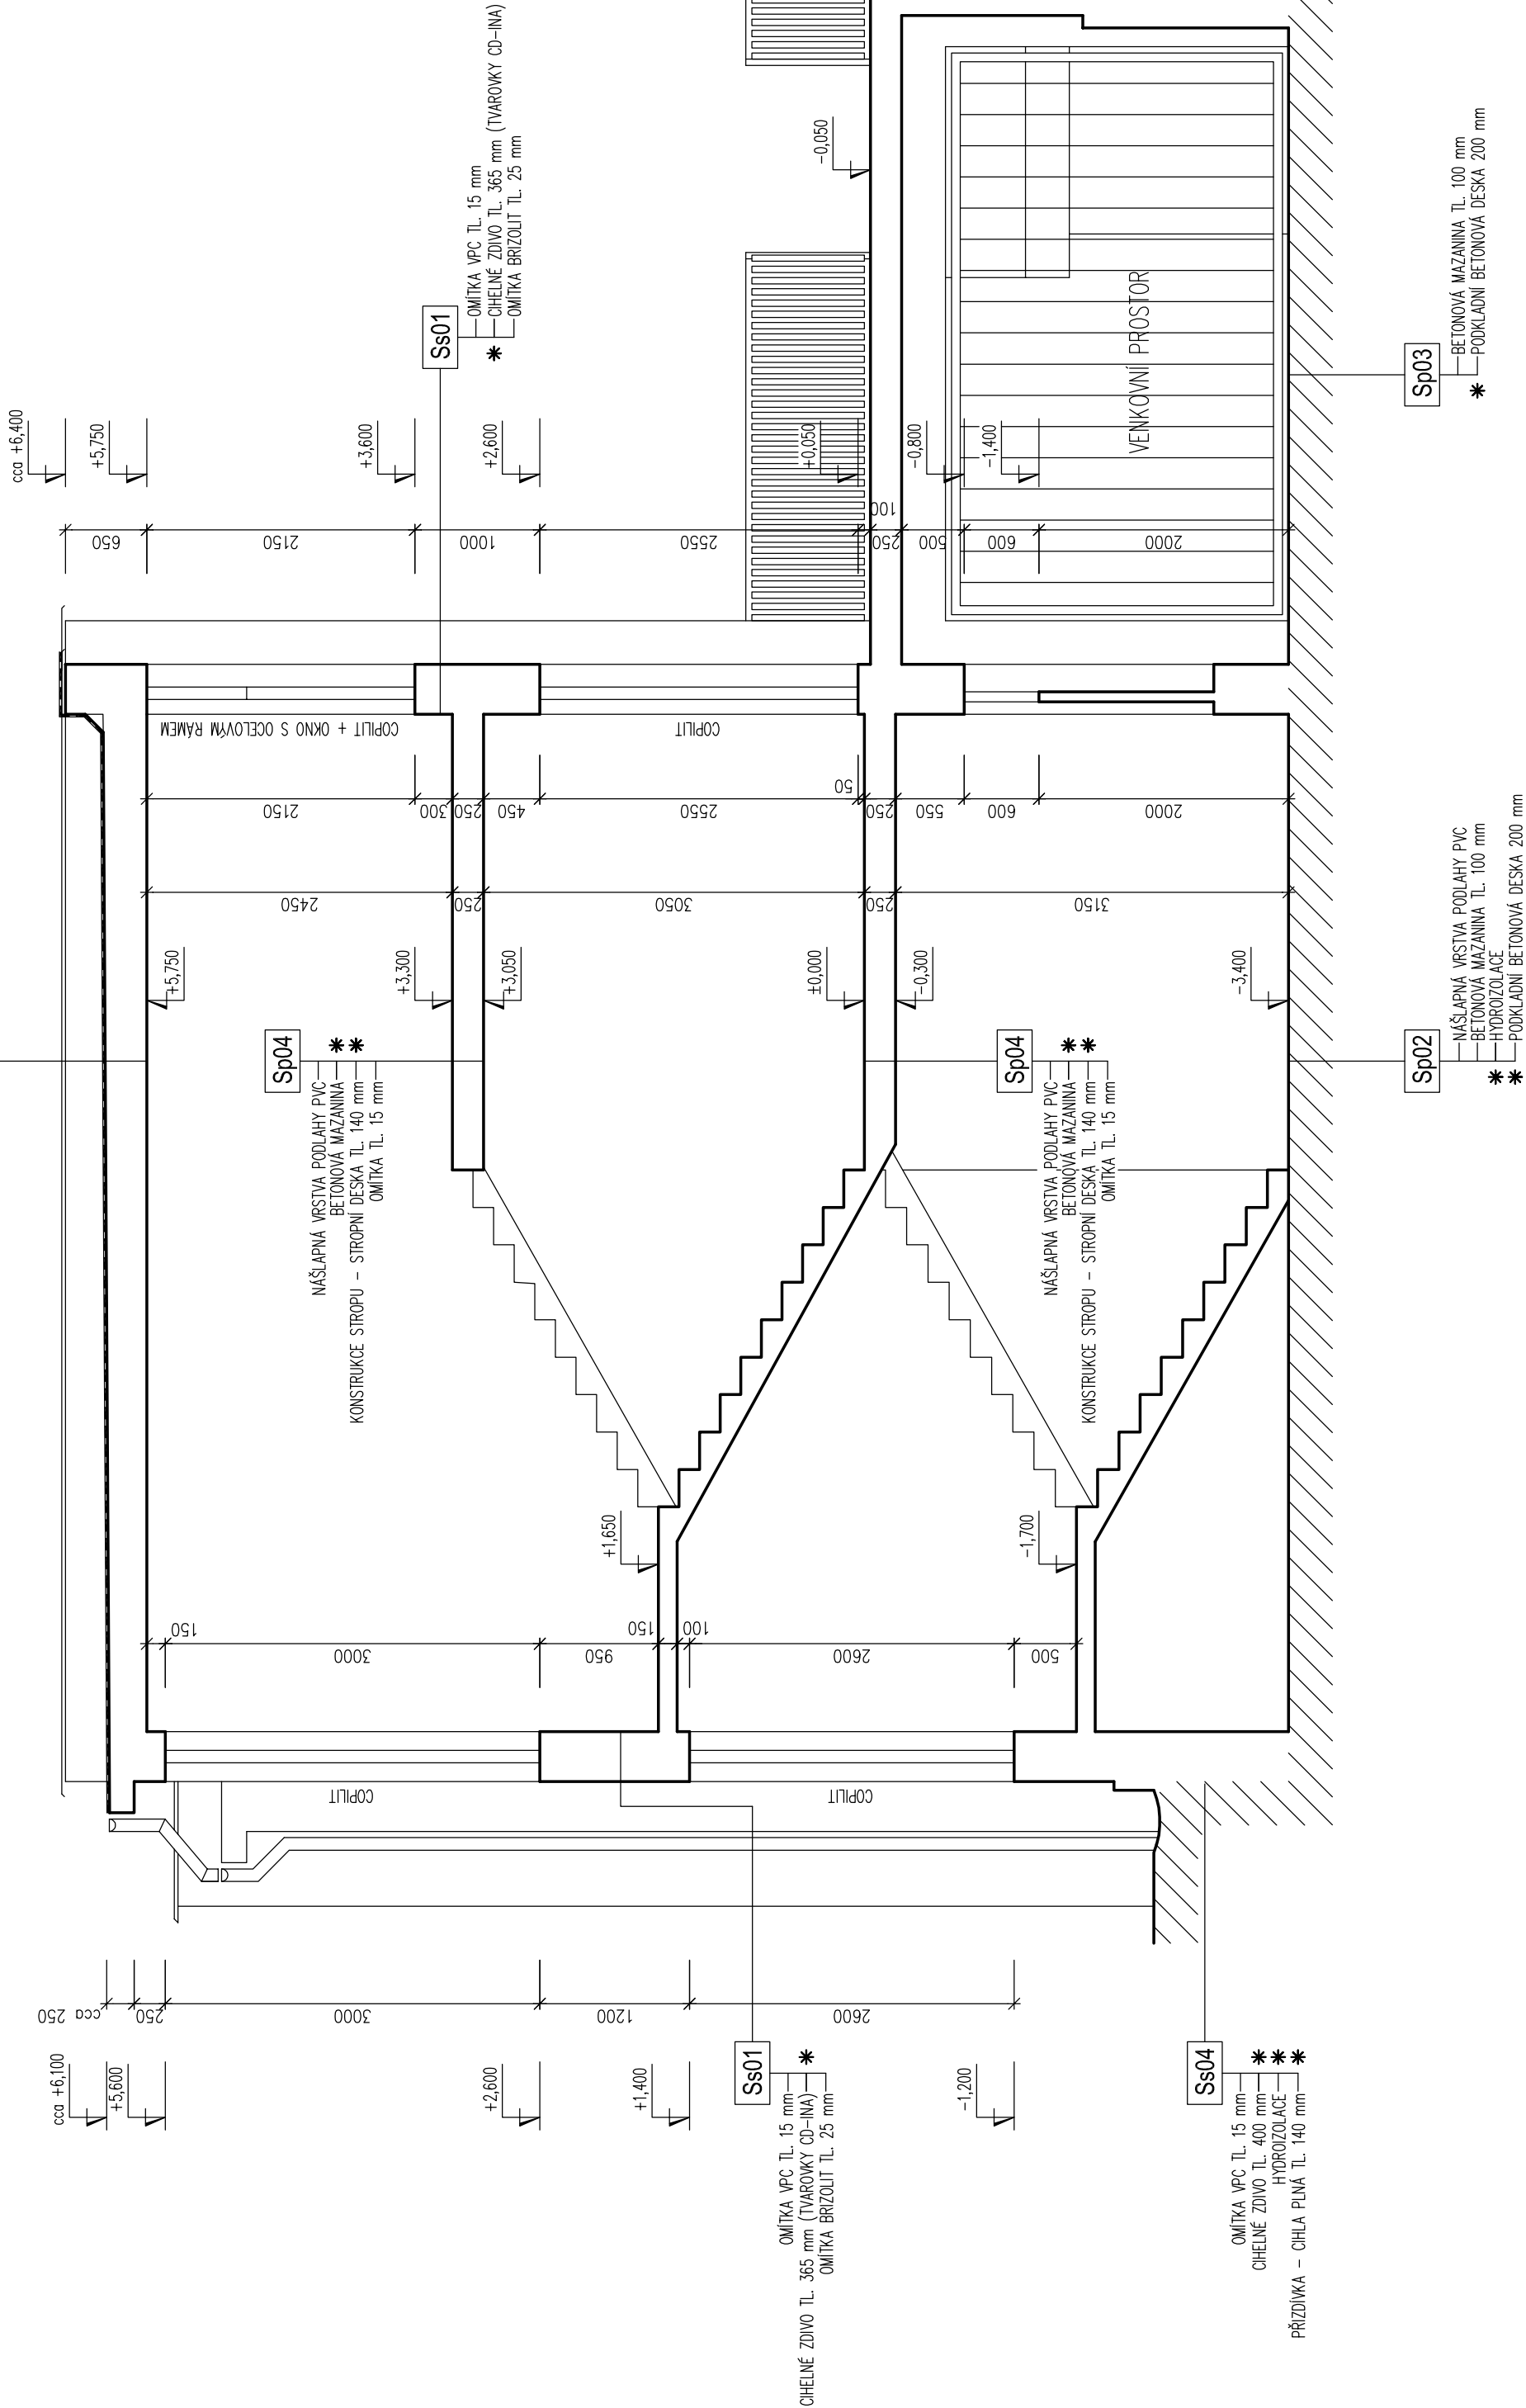 cca +6,400
+5,750
+3,600
+2,600
+0,050
-0,050
-0,800
-1,400
650
2150
1000
2550
100
250
500
600
2000
Ss01
OMÍTKA VPC TL. 15 mm
* CIHELNÉ ZDIVO TL. 365 mm (TVAROVKY CD-INA)
OMÍTKA BRIZOLIT TL. 25 mm
VENKOVNÍ PROSTOR
Sp03
BETONOVÁ MAZANINA TL. 100 mm
* PODKLADNÍ BETONOVÁ DESKA 200 mm
COPILIT + OKNO S OCELOVÝM RÁMEM
COPILIT
2150
300
250
450
2550
50
250
550
600
2000
2450
250
3050
250
3150
+5,750
+3,300
+3,050
±0,000
-0,300
-3,400
Sp04
NÁŠLAPNÁ VRSTVA PODLAHY PVC
BETONOVÁ MAZANINA *
KONSTRUKCE STROPU - STROPNÍ DESKA TL. 140 mm *
OMÍTKA TL. 15 mm
Sp04
NÁŠLAPNÁ VRSTVA PODLAHY PVC
BETONOVÁ MAZANINA *
KONSTRUKCE STROPU - STROPNÍ DESKA TL. 140 mm *
OMÍTKA TL. 15 mm
Sp02
NÁŠLAPNÁ VRSTVA PODLAHY PVC
BETONOVÁ MAZANINA TL. 100 mm
* HYDROIZOLACE
* PODKLADNÍ BETONOVÁ DESKA 200 mm
+1,650
-1,700
150
3000
950
150
100
2600
500
COPILIT
COPILIT
cca 250
250
3000
1200
2600
cca +6,100
+5,600
+2,600
+1,400
-1,200
Ss01
OMÍTKA VPC TL. 15 mm
CIHELNÉ ZDIVO TL. 365 mm (TVAROVKY CD-INA) *
OMÍTKA BRIZOLIT TL. 25 mm
Ss04
OMÍTKA VPC TL. 15 mm
CIHELNÉ ZDIVO TL. 400 mm *
HYDROIZOLACE *
PŘIZDÍVKA - CIHLA PLNÁ TL. 140 mm *